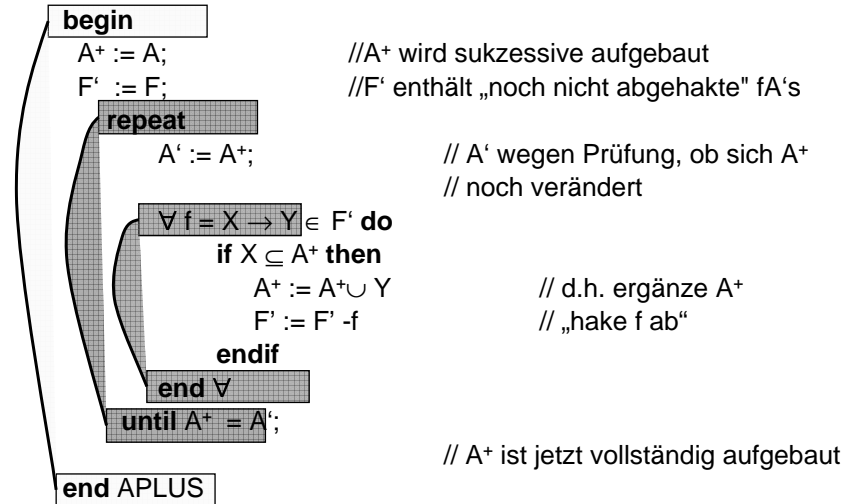 begin
A⁺ := A; //A⁺ wird sukzessive aufgebaut
F‘ := F; //F‘ enthält „noch nicht abgehakte" fA‘s
repeat
A‘ := A⁺; // A‘ wegen Prüfung, ob sich A⁺
// noch verändert
∀ f = X → Y ∈ F‘ do
if X ⊆ A⁺ then
A⁺ := A⁺∪ Y // d.h. ergänze A⁺
F’ := F’ -f // „hake f ab“
endif
end ∀
until A⁺ = A‘;
// A⁺ ist jetzt vollständig aufgebaut
end APLUS